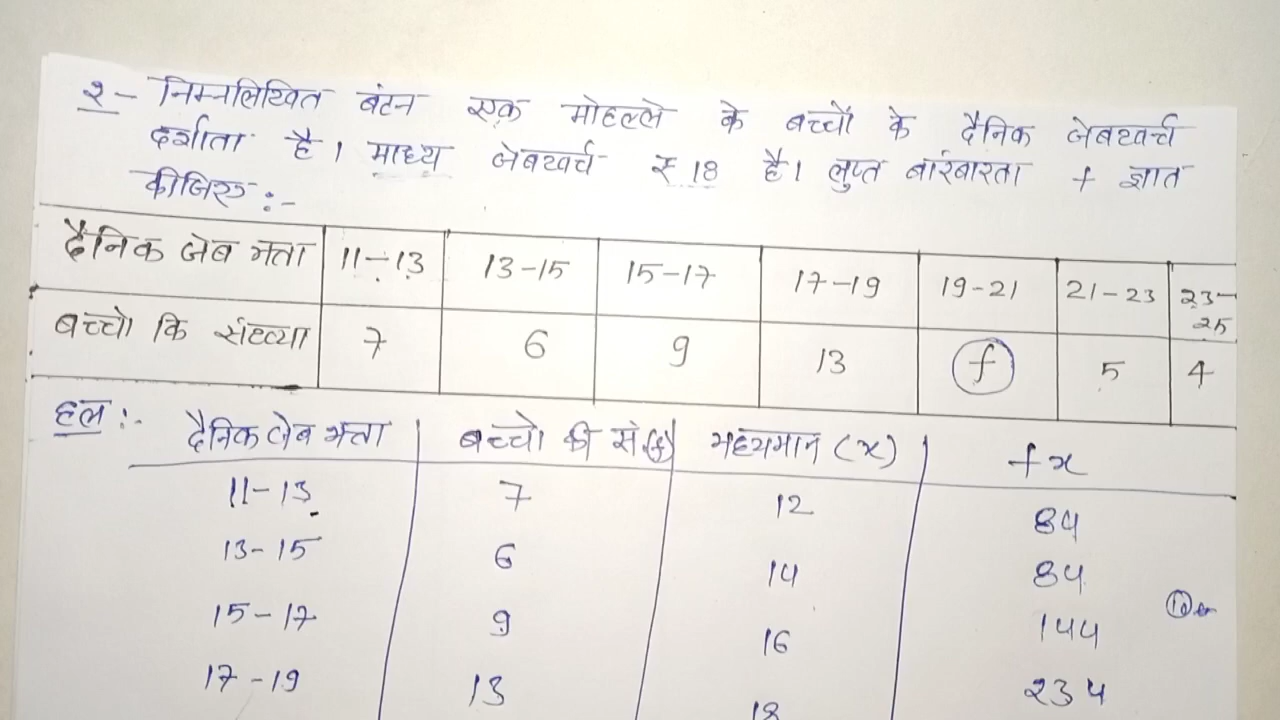 २- निम्नलिखित बंटन एक मोहल्ले के बच्चों के दैनिक जेबखर्च
दर्शाता है। माध्य जेबखर्च ₹ 18 है। लुप्त बारंबारता f ज्ञात
कीजिए:-
दैनिक जेब भत्ता 11-13 13-15 15-17 17-19 19-21 21-23 23-25
बच्चो कि संख्या 7 6 9 13 f 5 4
हल :-
दैनिक जेब भत्ता बच्चो की सं(f) मध्यमान (x) fx
11-13 7 12 84
13-15 6 14 84
15-17 9 16 144
17-19 13 18 234